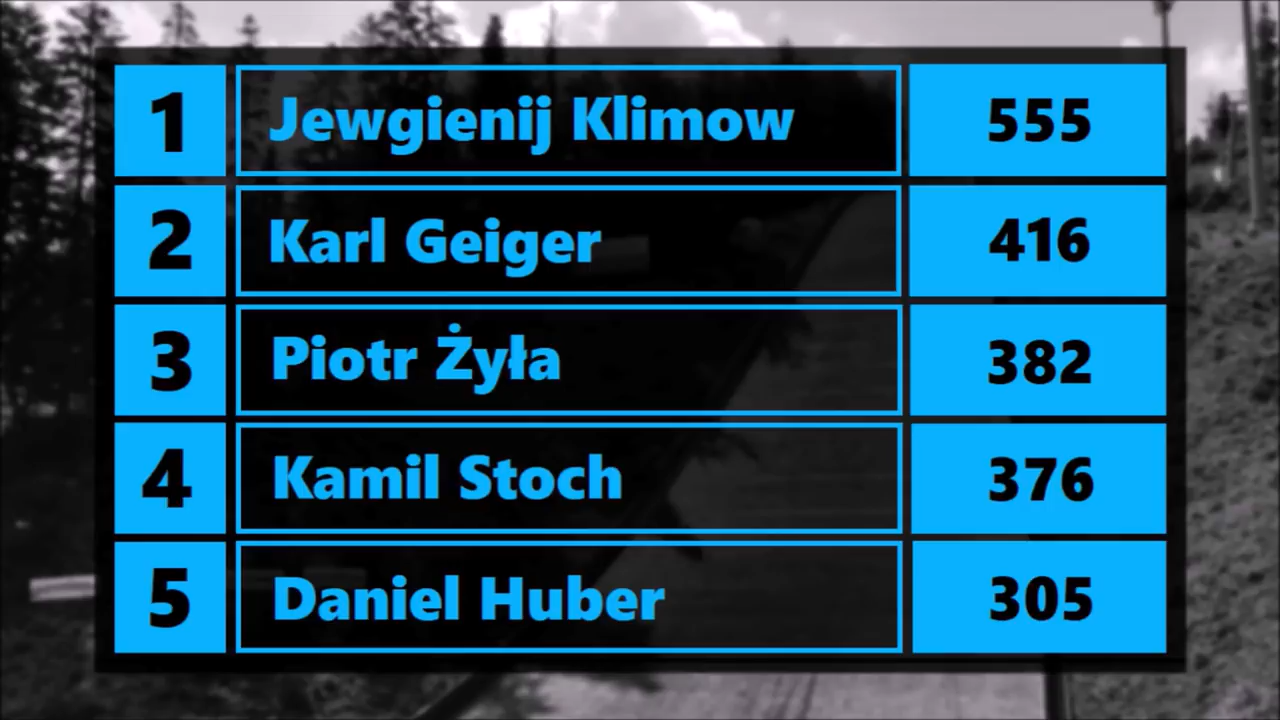 1 Jewgienij Klimow 555
2 Karl Geiger 416
3 Piotr Żyła 382
4 Kamil Stoch 376
5 Daniel Huber 305